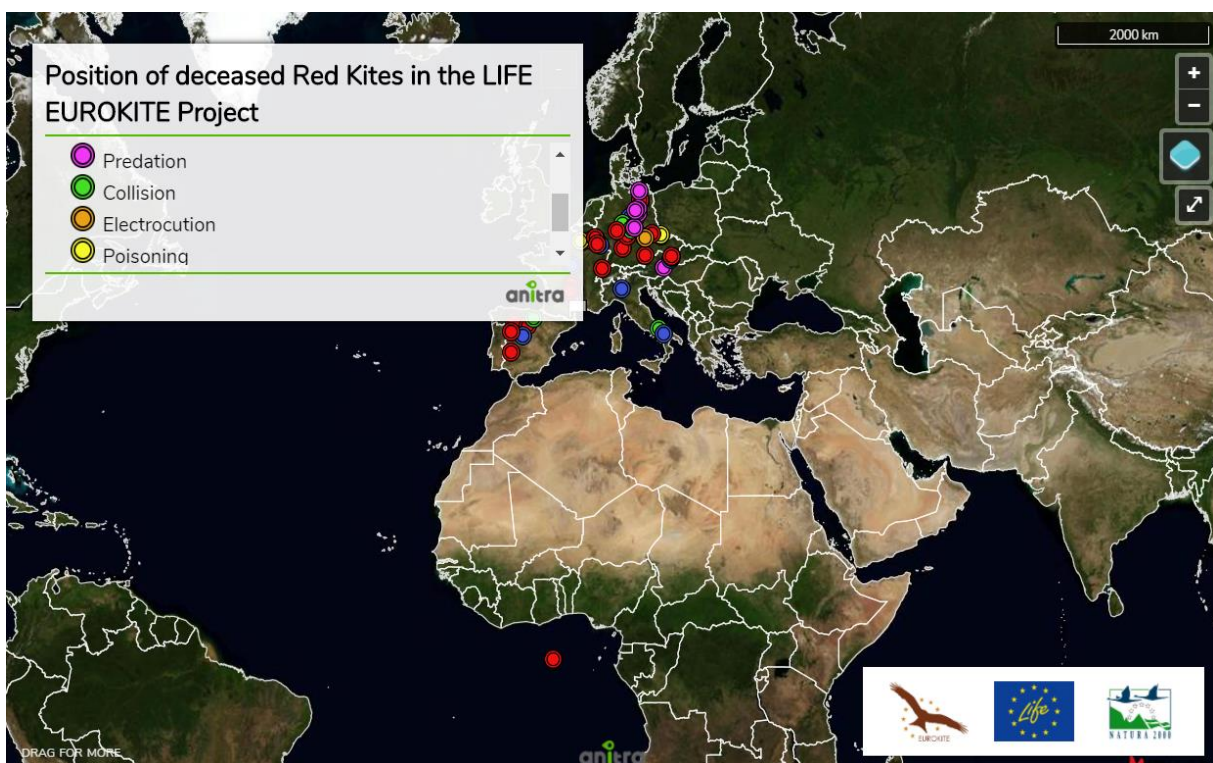 2000 km
Position of deceased Red Kites in the LIFE
EUROKITE Project
Predation
Collision
Electrocution
Poisoning
anitra
+
−
DRAG FOR MORE
anitra
EUROKITE
Life
NATURA 2000